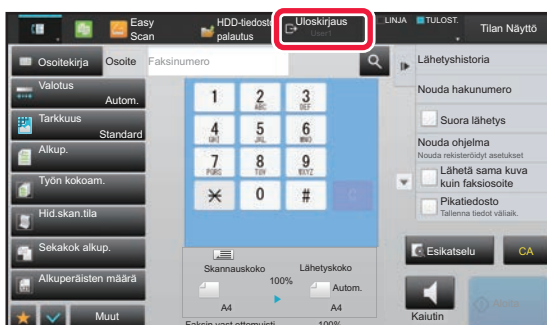 Easy
Scan
HDD-tiedosto
palautus
Uloskirjaus
User1
LINJA
TULOST.
Tilan Näyttö
Osoitekirja
Osoite
Faksinumero
Valotus
Autom.
Tarkkuus
Standard
Alkup.
Työn kokoam.
Hid.skan.tila
Sekakok alkup.
Alkuperäisten määrä
Muut
1
2
ABC
3
DEF
4
GHI
5
JKL
6
MNO
7
PQRS
8
TUV
9
WXYZ
0
#
C
Skannauskoko
100%
Lähetyskoko
Autom.
A4
A4
100%
Lähetyshistoria
Nouda hakunumero
Suora lähetys
Nouda ohjelma
Nouda rekisteröidyt asetukset
Lähetä sama kuva
kuin faksiosoite
Pikatiedosto
Tallenna tiedot väliaik.
Esikatselu
CA
Kaiutin
Aloita